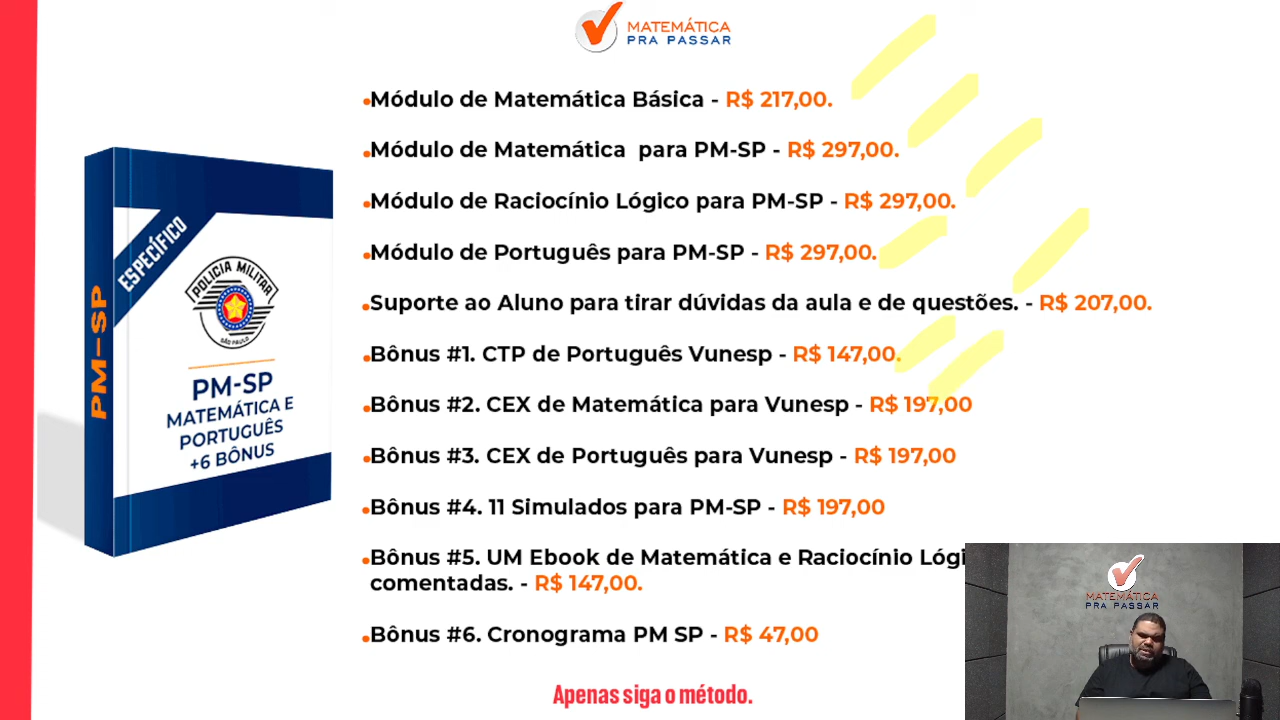 MATEMÁTICA
PRA PASSAR
Módulo de Matemática Básica - R$ 217,00.
Módulo de Matemática para PM-SP - R$ 297,00.
Módulo de Raciocínio Lógico para PM-SP - R$ 297,00.
Módulo de Português para PM-SP - R$ 297,00.
Suporte ao Aluno para tirar dúvidas da aula e de questões. - R$ 207,00.
Bônus #1. CTP de Português Vunesp - R$ 147,00.
Bônus #2. CEX de Matemática para Vunesp - R$ 197,00
Bônus #3. CEX de Português para Vunesp - R$ 197,00
Bônus #4. 11 Simulados para PM-SP - R$ 197,00
Bônus #5. UM Ebook de Matemática e Raciocínio Lógi
comentadas. - R$ 147,00.
Bônus #6. Cronograma PM SP - R$ 47,00
Apenas siga o método.
PM-SP
ESPECÍFICO
POLÍCIA MILITAR
SÃO PAULO
PM-SP
MATEMÁTICA E
PORTUGUÊS
+6 BÔNUS
MATEMÁTICA
PRA PASSAR